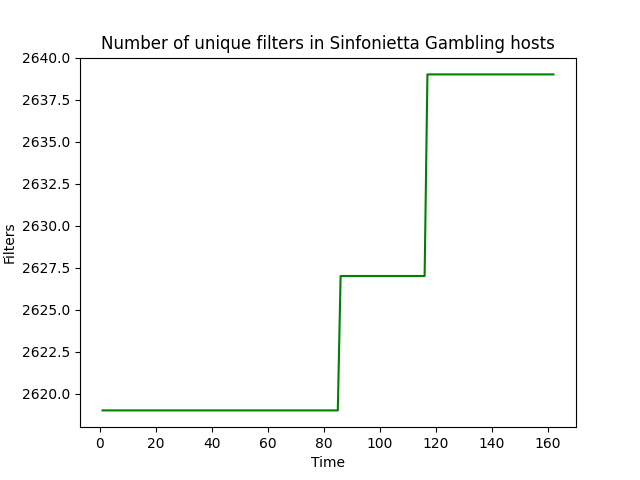 Number of unique filters in Sinfonietta Gambling hosts
2640.0
2637.5
2635.0
2632.5
2630.0
2627.5
2625.0
2622.5
2620.0
Filters
0 20 40 60 80 100 120 140 160
Time